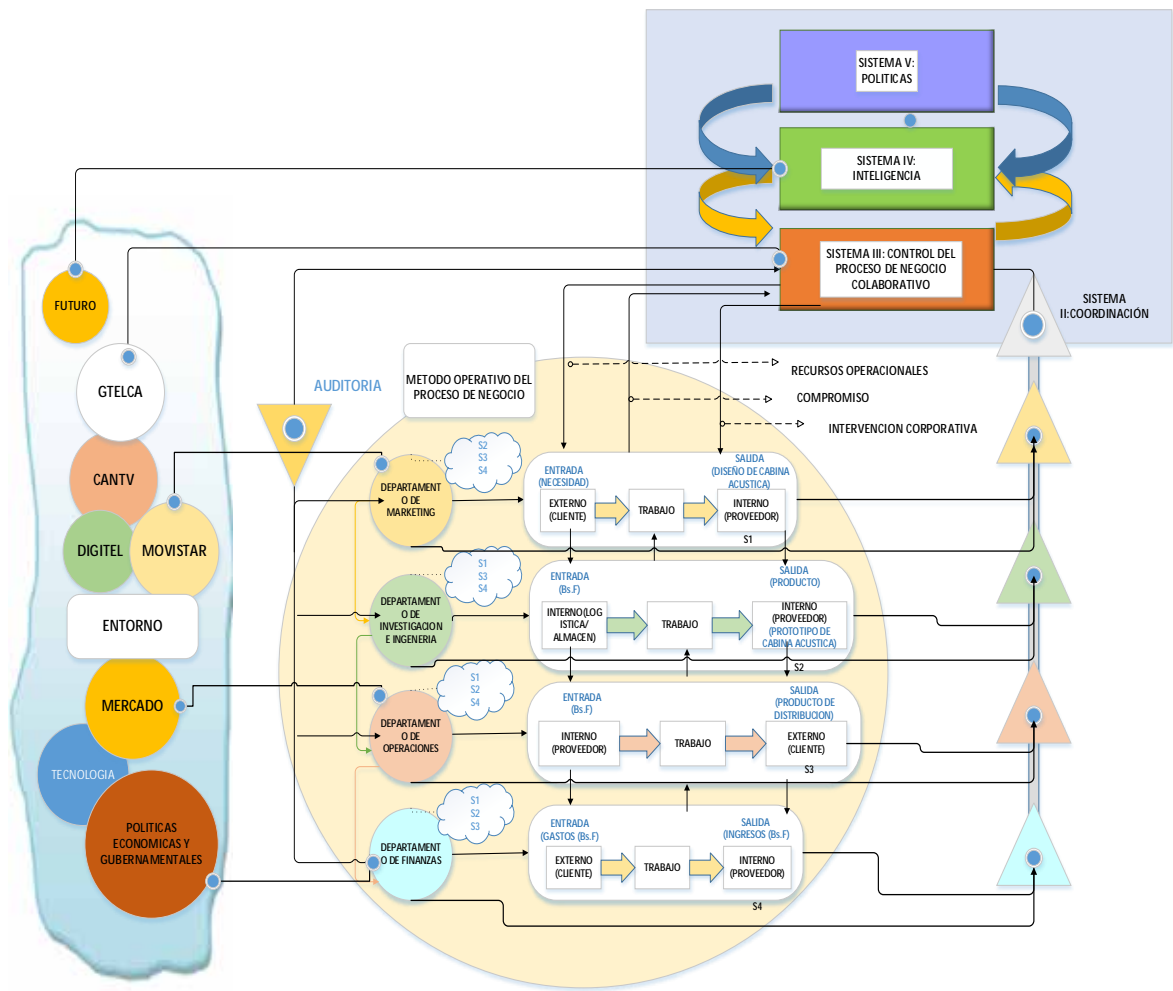 SISTEMA V:
POLITICAS
SISTEMA IV:
INTELIGENCIA
SISTEMA III: CONTROL DEL
PROCESO DE NEGOCIO
COLABORATIVO
SISTEMA
II:COORDINACIÓN
FUTURO
GTELCA
CANTV
DIGITEL
MOVISTAR
ENTORNO
MERCADO
TECNOLOGIA
POLITICAS
ECONOMICAS Y
GUBERNAMENTALES
AUDITORIA
METODO OPERATIVO DEL
PROCESO DE NEGOCIO
RECURSOS OPERACIONALES
COMPROMISO
INTERVENCION CORPORATIVA
S2
S3
S4
DEPARTAMENT
O DE
MARKETING
ENTRADA
(NECESIDAD)
SALIDA
(DISEÑO DE CABINA
ACUSTICA)
EXTERNO
(CLIENTE)
TRABAJO
INTERNO
(PROVEEDOR)
S1
S1
S3
S4
DEPARTAMENT
O DE
INVESTIGACION
E INGENERIA
ENTRADA
(Bs.F)
SALIDA
(PRODUCTO)
INTERNO(LOG
ISTICA/
ALMACEN)
TRABAJO
INTERNO
(PROVEEDOR)
(PROTOTIPO DE
CABINA ACUSTICA)
S2
S1
S2
S4
DEPARTAMENT
O DE
OPERACIONES
ENTRADA
(Bs.F)
SALIDA
(PRODUCTO DE
DISTRIBUCION)
INTERNO
(PROVEEDOR)
TRABAJO
EXTERNO
(CLIENTE)
S3
S1
S2
S3
DEPARTAMENT
O DE FINANZAS
ENTRADA
(GASTOS (Bs.F)
SALIDA
(INGRESOS (Bs.F)
EXTERNO
(CLIENTE)
TRABAJO
INTERNO
(PROVEEDOR)
S4